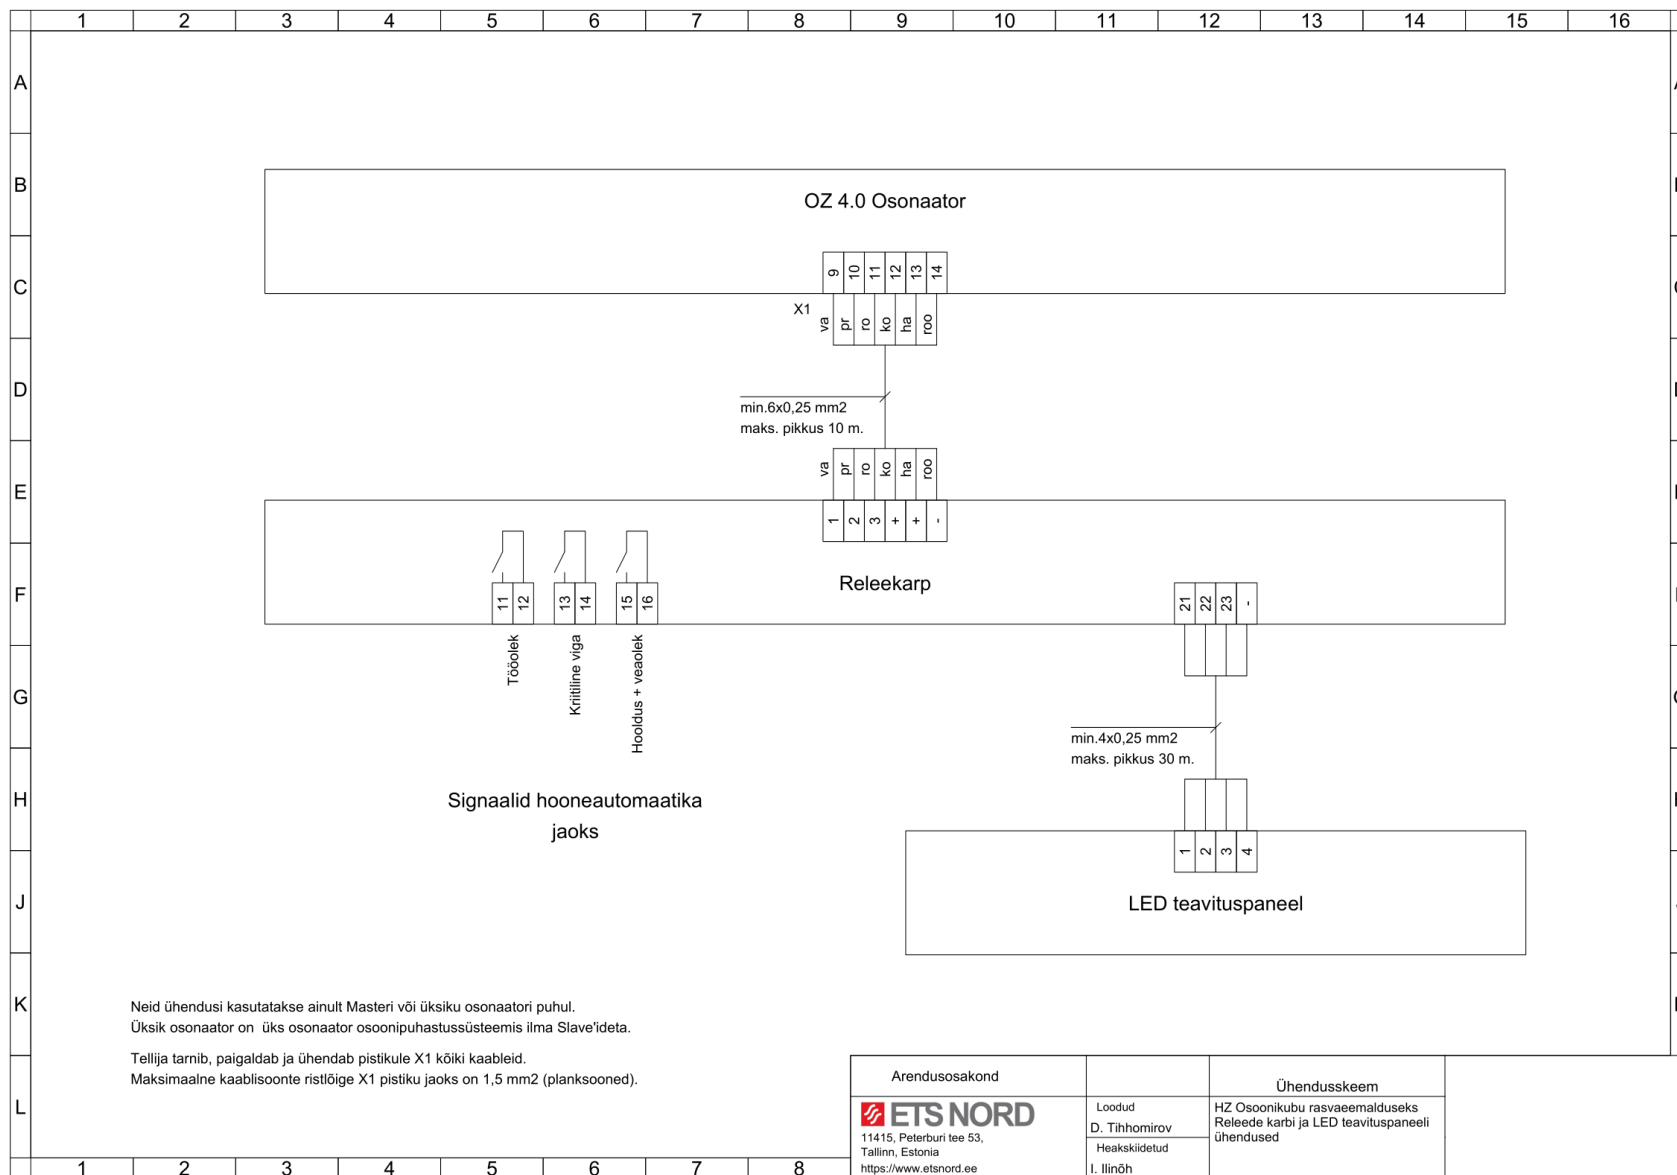 1 2 3 4 5 6 7 8 9 10 11 12 13 14 15 16
A
B
OZ 4.0 Osonaator
C
9 10 11 12 13 14
X1
va pr ro ko ha roo
D
min.6x0,25 mm2
maks. pikkus 10 m.
va pr ro ko ha roo
E
1 2 3 + + -
Releekarp
F
11 12 13 14 15 16
21 22 23 -
Tööolek
Kriitiline viga
Hooldus + veaolek
G
min.4x0,25 mm2
maks. pikkus 30 m.
H
Signaalid hooneautomaatika
jaoks
1 2 3 4
J
LED teavituspaneel
K
Neid ühendusi kasutatakse ainult Masteri või üksiku osonaatori puhul.
Üksik osonaator on üks osonaator osoonipuhastussüsteemis ilma Slave'ideta.
Tellija tarnib, paigaldab ja ühendab pistikule X1 kõiki kaableid.
Maksimaalne kaablisoonte ristlõige X1 pistiku jaoks on 1,5 mm2 (planksooned).
L
Arendusosakond
ETS NORD
11415, Peterburi tee 53,
Tallinn, Estonia
https://www.etsnord.ee
Loodud
D. Tihhomirov
Heakskiidetud
I. Ilinõh
Ühendusskeem
HZ Osoonikubu rasvaeemalduseks
Releede karbi ja LED teavituspaneeli
ühendused
1 2 3 4 5 6 7 8